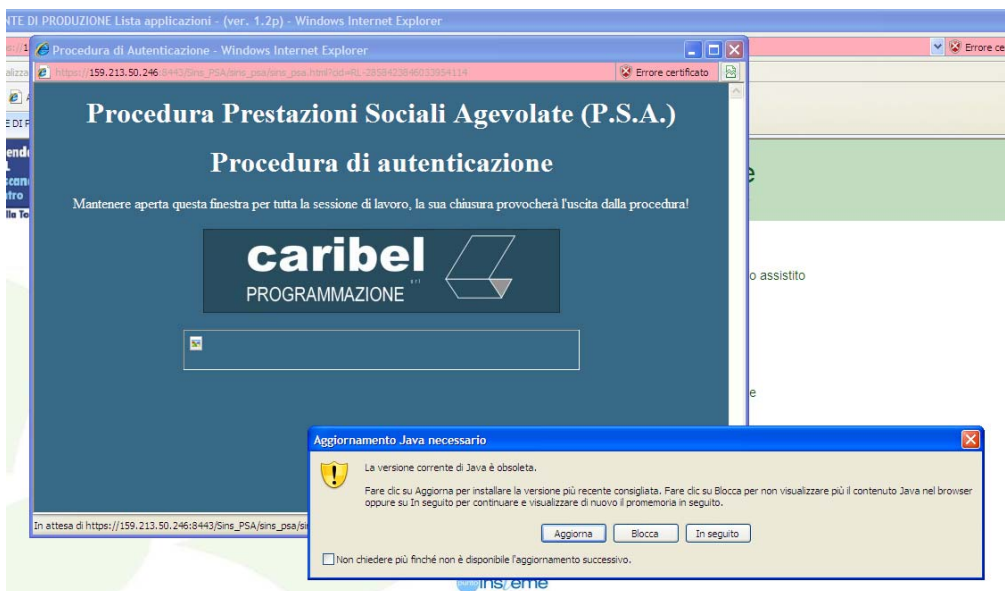 NTE DI PRODUZIONE Lista applicazioni - (ver. 1.2p) - Windows Internet Explorer
Errore ce
Procedura di Autenticazione - Windows Internet Explorer
https://159.213.50.246:8443/Sins_PSA/sins_psa/sins_psa.html?cid=RL-2858423846033954114
Errore certificato
Procedura Prestazioni Sociali Agevolate (P.S.A.)
Procedura di autenticazione
Mantenere aperta questa finestra per tutta la sessione di lavoro, la sua chiusura provocherà l'uscita dalla procedura!
caribel
srl
PROGRAMMAZIONE
o assistito
e
Aggiornamento Java necessario
La versione corrente di Java è obsoleta.
Fare clic su Aggiorna per installare la versione più recente consigliata. Fare clic su Blocca per non visualizzare più il contenuto Java nel browser
oppure su In seguito per continuare e visualizzare di nuovo il promemoria in seguito.
Aggiorna Blocca In seguito
Non chiedere più finché non è disponibile l'aggiornamento successivo.
In attesa di https://159.213.50.246:8443/Sins_PSA/sins_psa/si
insieme